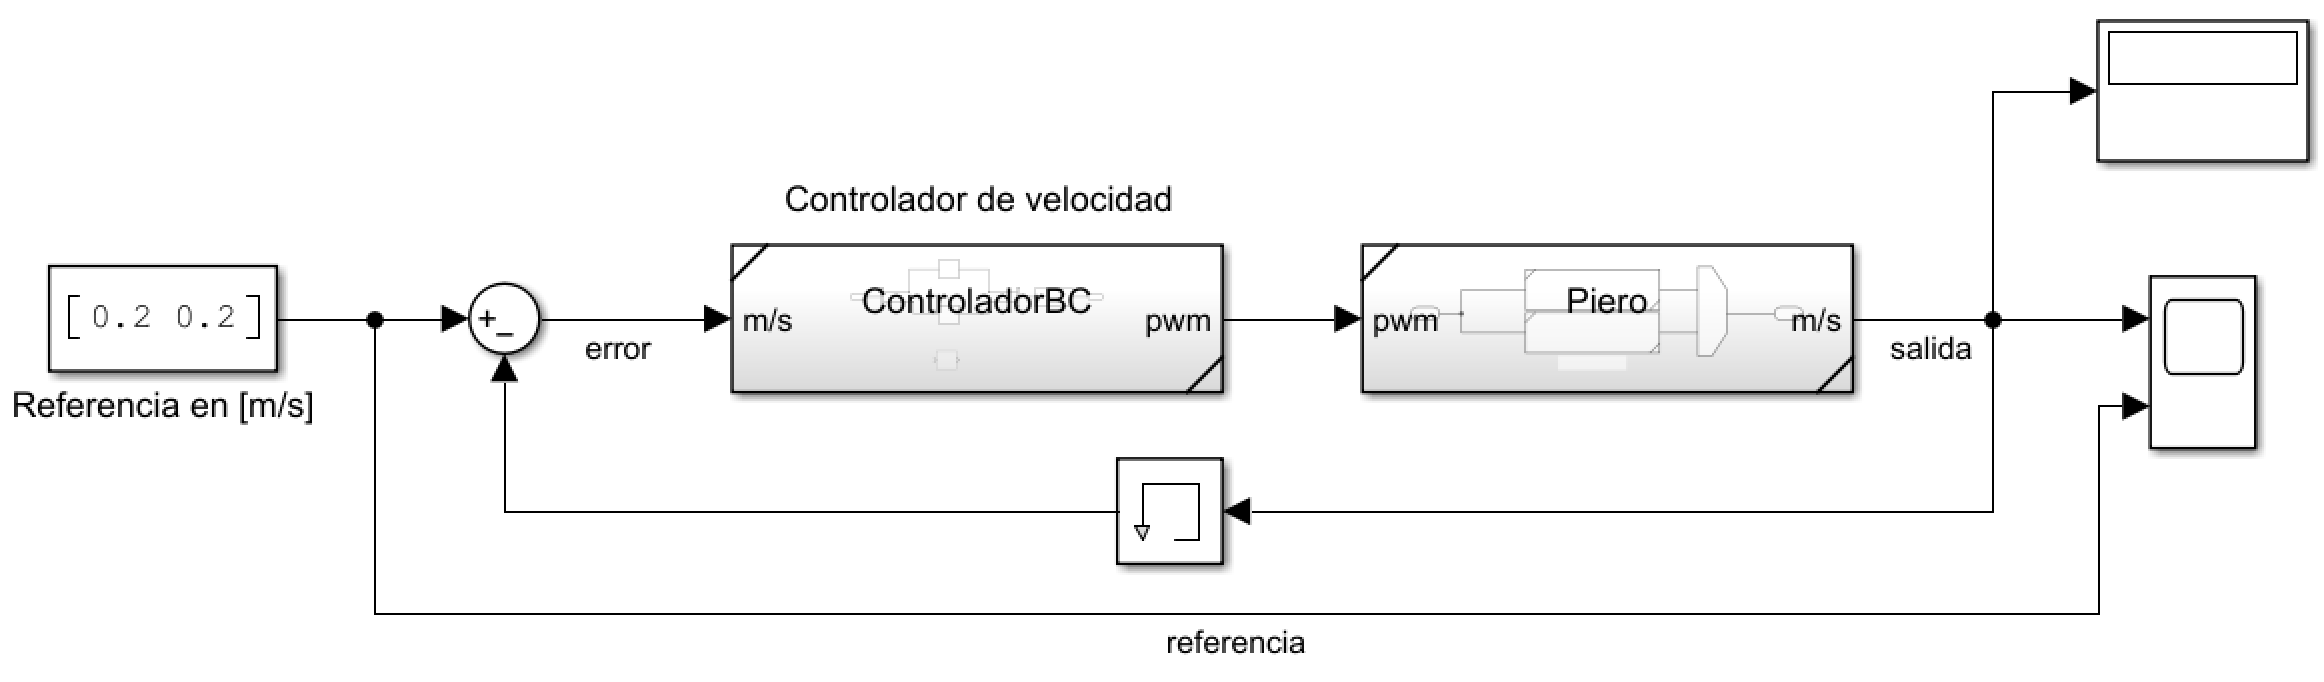 Controlador de velocidad
[ 0.2 0.2 ]
Referencia en [m/s]
+
−
error
m/s
ControladorBC
pwm
pwm
Piero
m/s
salida
referencia